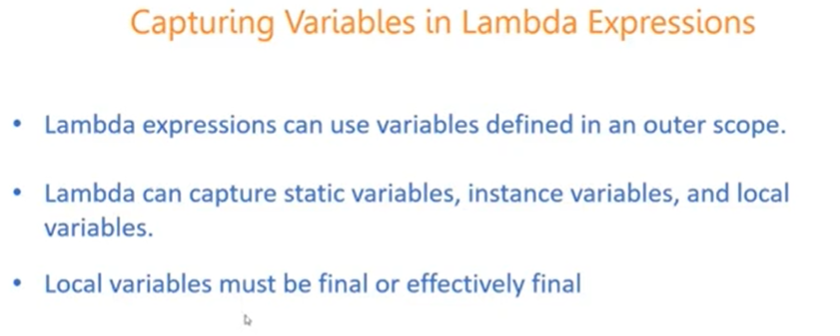 Capturing Variables in Lambda Expressions
• Lambda expressions can use variables defined in an outer scope.
• Lambda can capture static variables, instance variables, and local
variables.
• Local variables must be final or effectively final